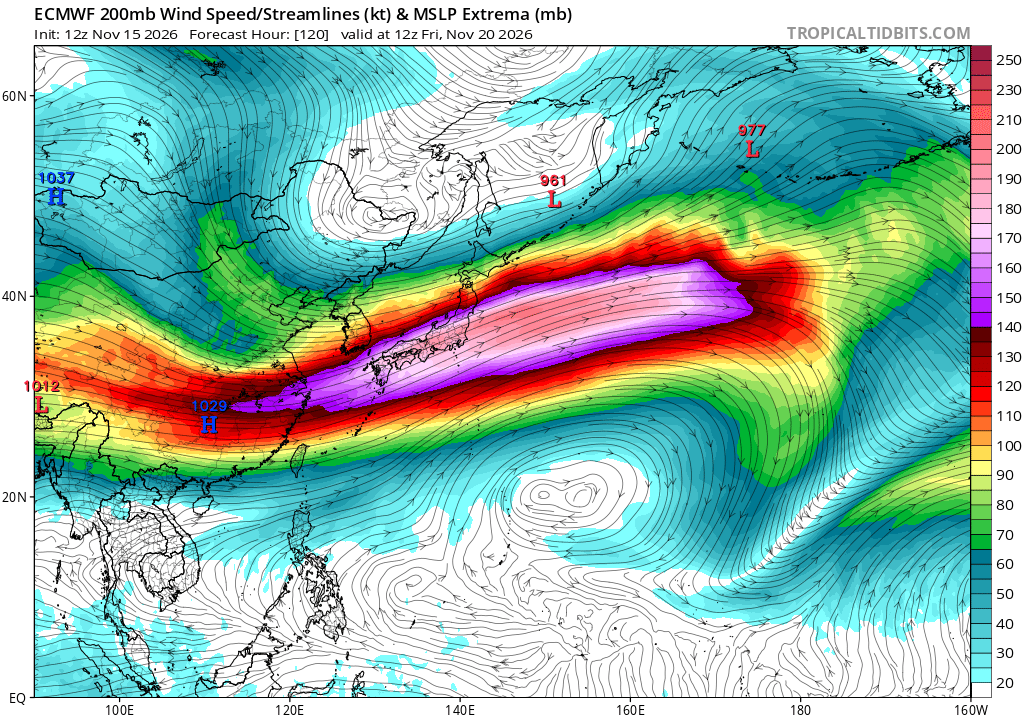 ECMWF 200mb Wind Speed/Streamlines (kt) & MSLP Extrema (mb)
Init: 12z Nov 15 2026 Forecast Hour: [120] valid at 12z Fri, Nov 20 2026
TROPICALTIDBITS.COM
250
230
210
200
190
180
170
160
150
140
130
120
110
100
90
80
70
60
50
40
30
20
60N
40N
20N
EQ
977
L
1037
H
961
L
1012
L
1029
H
100E
120E
140E
160E
180
160W